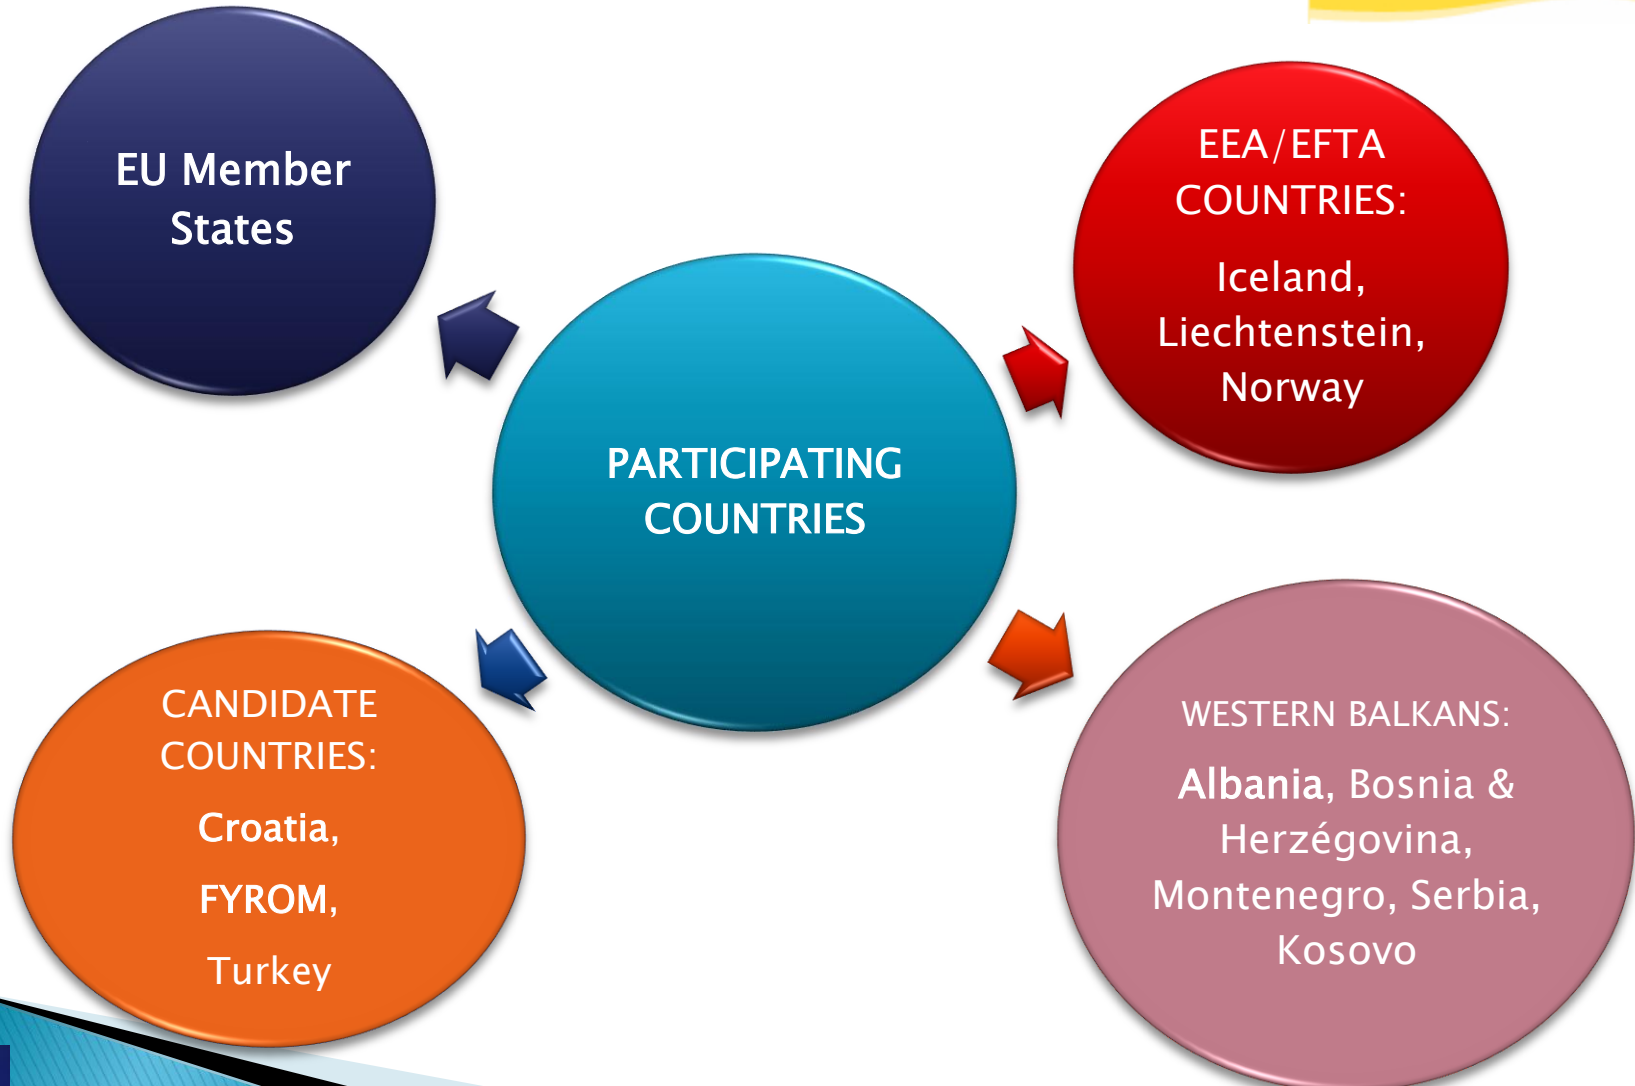 EU Member
States
EEA/EFTA
COUNTRIES:
Iceland,
Liechtenstein,
Norway
PARTICIPATING
COUNTRIES
CANDIDATE
COUNTRIES:
Croatia,
FYROM,
Turkey
WESTERN BALKANS:
Albania, Bosnia &
Herzégovina,
Montenegro, Serbia,
Kosovo